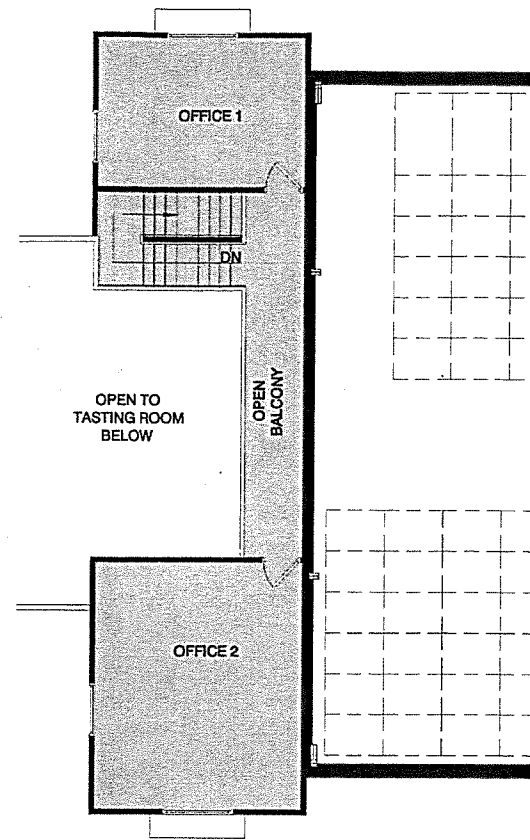 OFFICE 1
DN
OPEN TO
TASTING ROOM
BELOW
OPEN
BALCONY
OFFICE 2